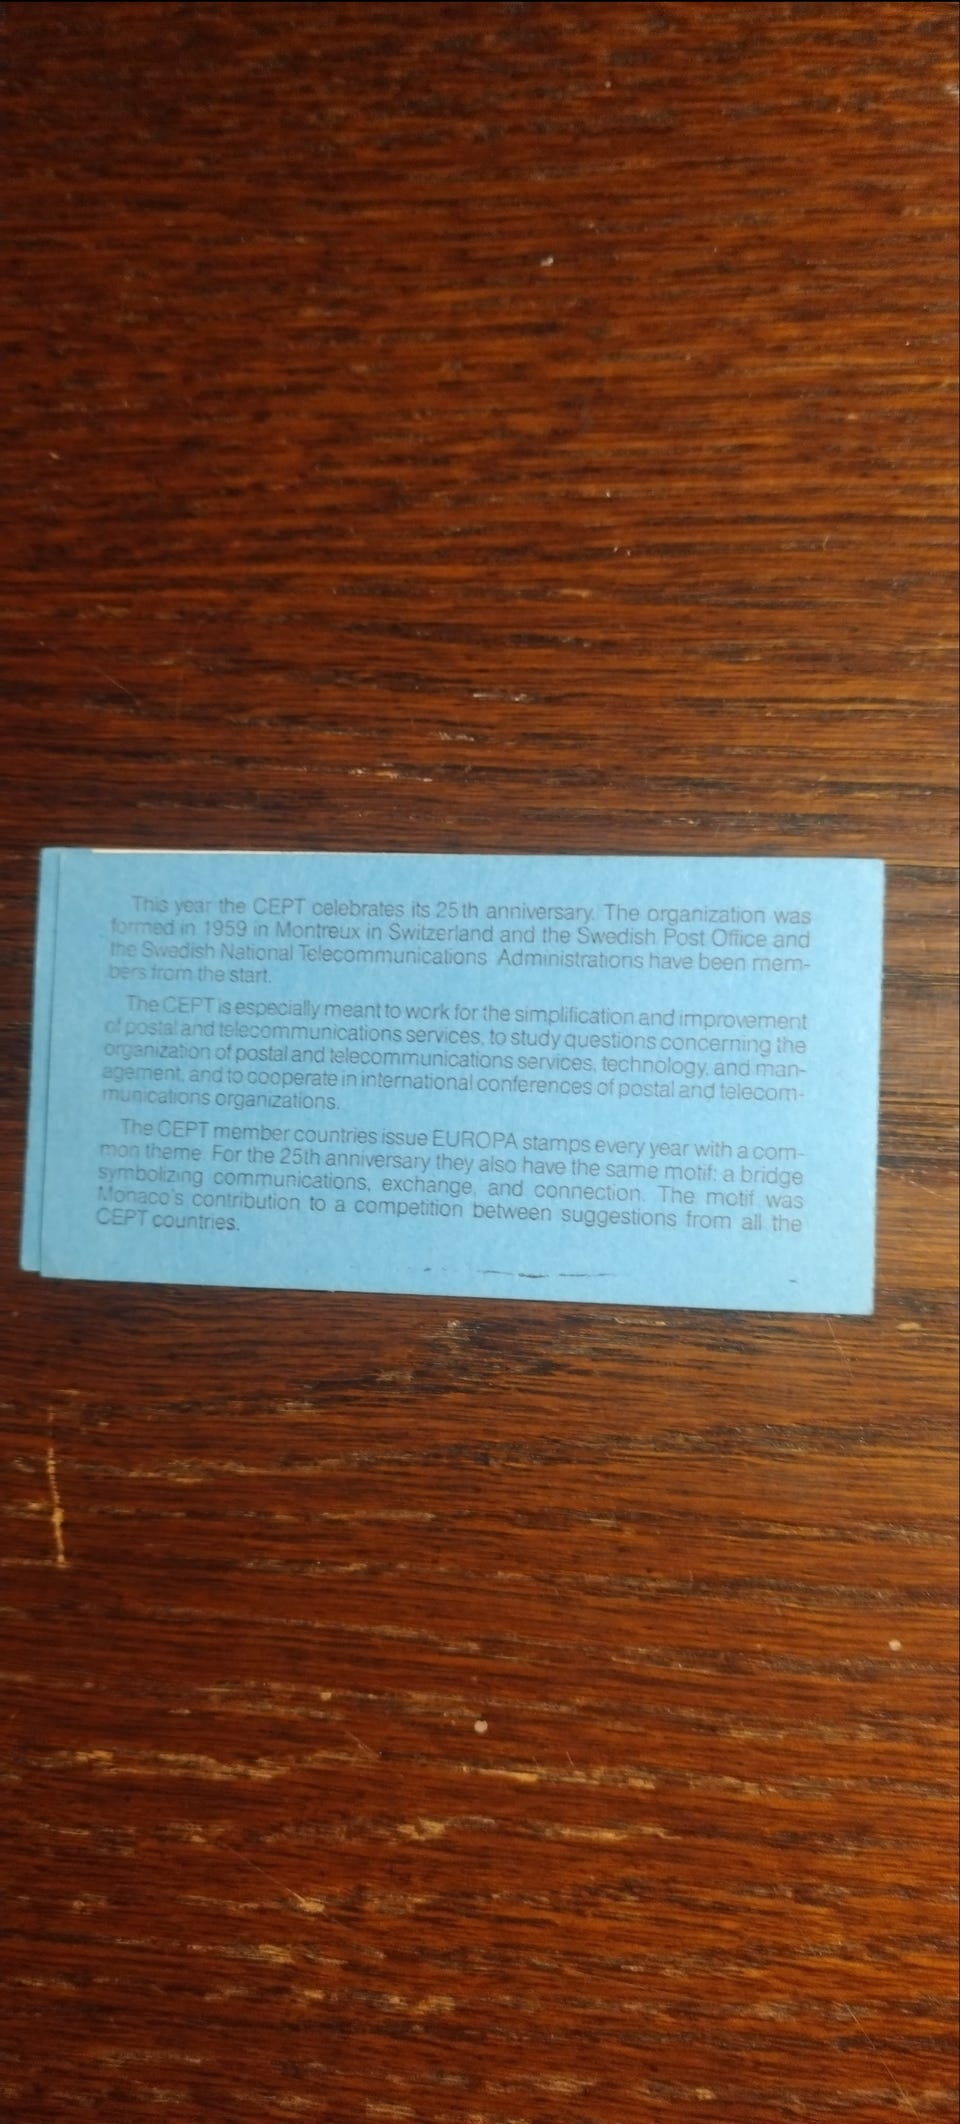 This year the CEPT celebrates its 25th anniversary. The organization was
formed in 1959 in Montreux in Switzerland and the Swedish Post Office and
the Swedish National Telecommunications Administrations have been mem-
bers from the start.
The CEPT is especially meant to work for the simplification and improvement
of postal and telecommunications services, to study questions concerning the
organization of postal and telecommunications services, technology, and man-
agement, and to cooperate in international conferences of postal and telecom-
munications organizations.
The CEPT member countries issue EUROPA stamps every year with a com-
mon theme. For the 25th anniversary they also have the same motif: a bridge
symbolizing communications, exchange, and connection. The motif was
Monaco's contribution to a competition between suggestions from all the
CEPT countries.